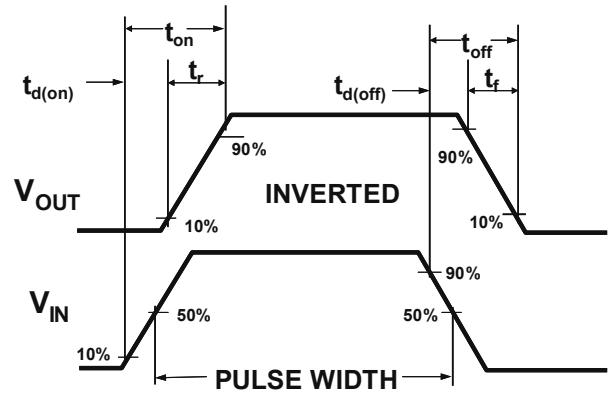 t_on
t_off
t_d(on)
t_r
t_d(off)
t_f
90%
90%
V_OUT
INVERTED
10%
10%
V_IN
90%
50%
50%
10%
PULSE WIDTH